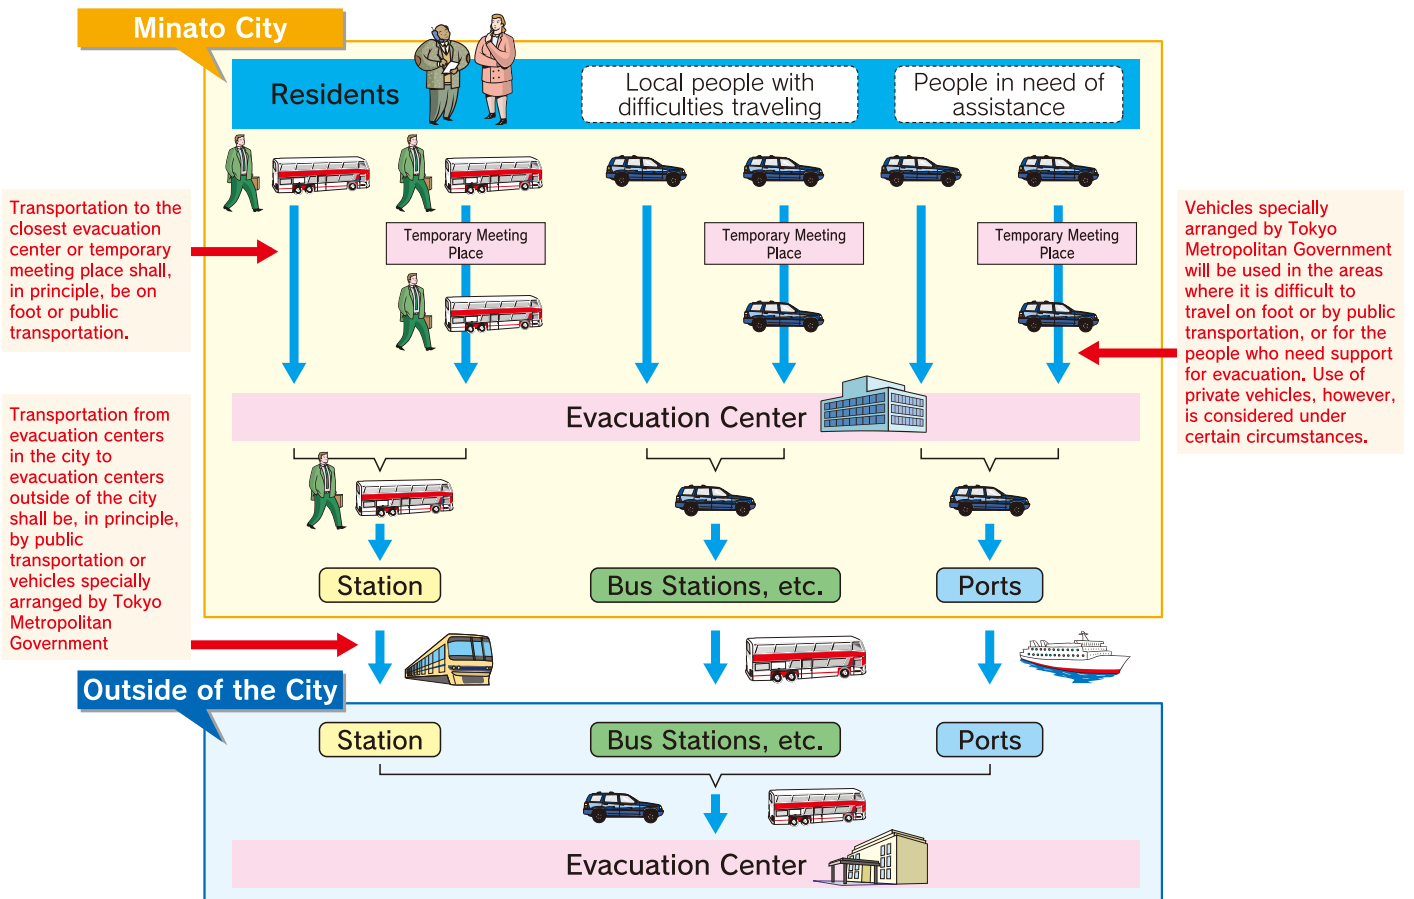 Minato City
Residents
Local people with
difficulties traveling
People in need of
assistance
Transportation to the
closest evacuation
center or temporary
meeting place shall,
in principle, be on
foot or public
transportation.
Temporary Meeting
Place
Temporary Meeting
Place
Temporary Meeting
Place
Vehicles specially
arranged by Tokyo
Metropolitan Government
will be used in the areas
where it is difficult to
travel on foot or by public
transportation, or for the
people who need support
for evacuation. Use of
private vehicles, however,
is considered under
certain circumstances.
Evacuation Center
Transportation from
evacuation centers
in the city to
evacuation centers
outside of the city
shall be, in principle,
by public
transportation or
vehicles specially
arranged by Tokyo
Metropolitan
Government
Station
Bus Stations, etc.
Ports
Outside of the City
Station
Bus Stations, etc.
Ports
Evacuation Center